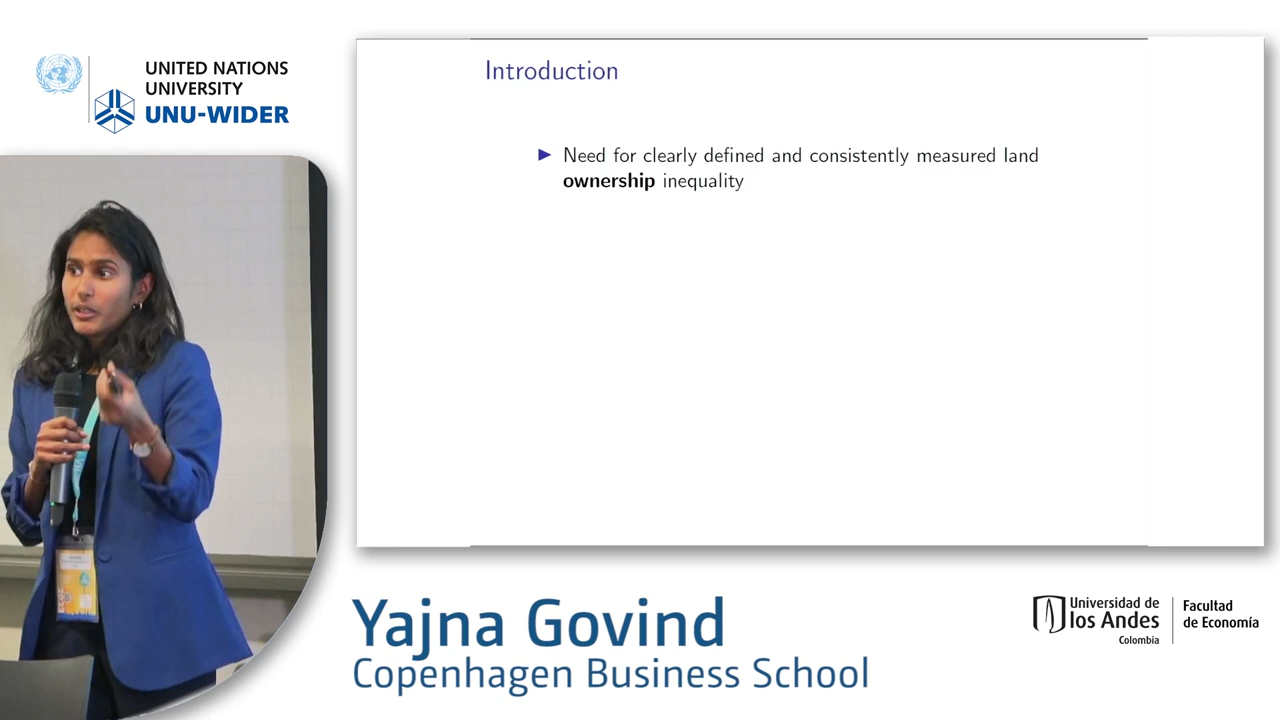 UNITED NATIONS
UNIVERSITY
UNU-WIDER
Introduction
Need for clearly defined and consistently measured land
ownership inequality
Yajna Govind
Copenhagen Business School
Universidad de
los Andes
Colombia
Facultad
de Economía